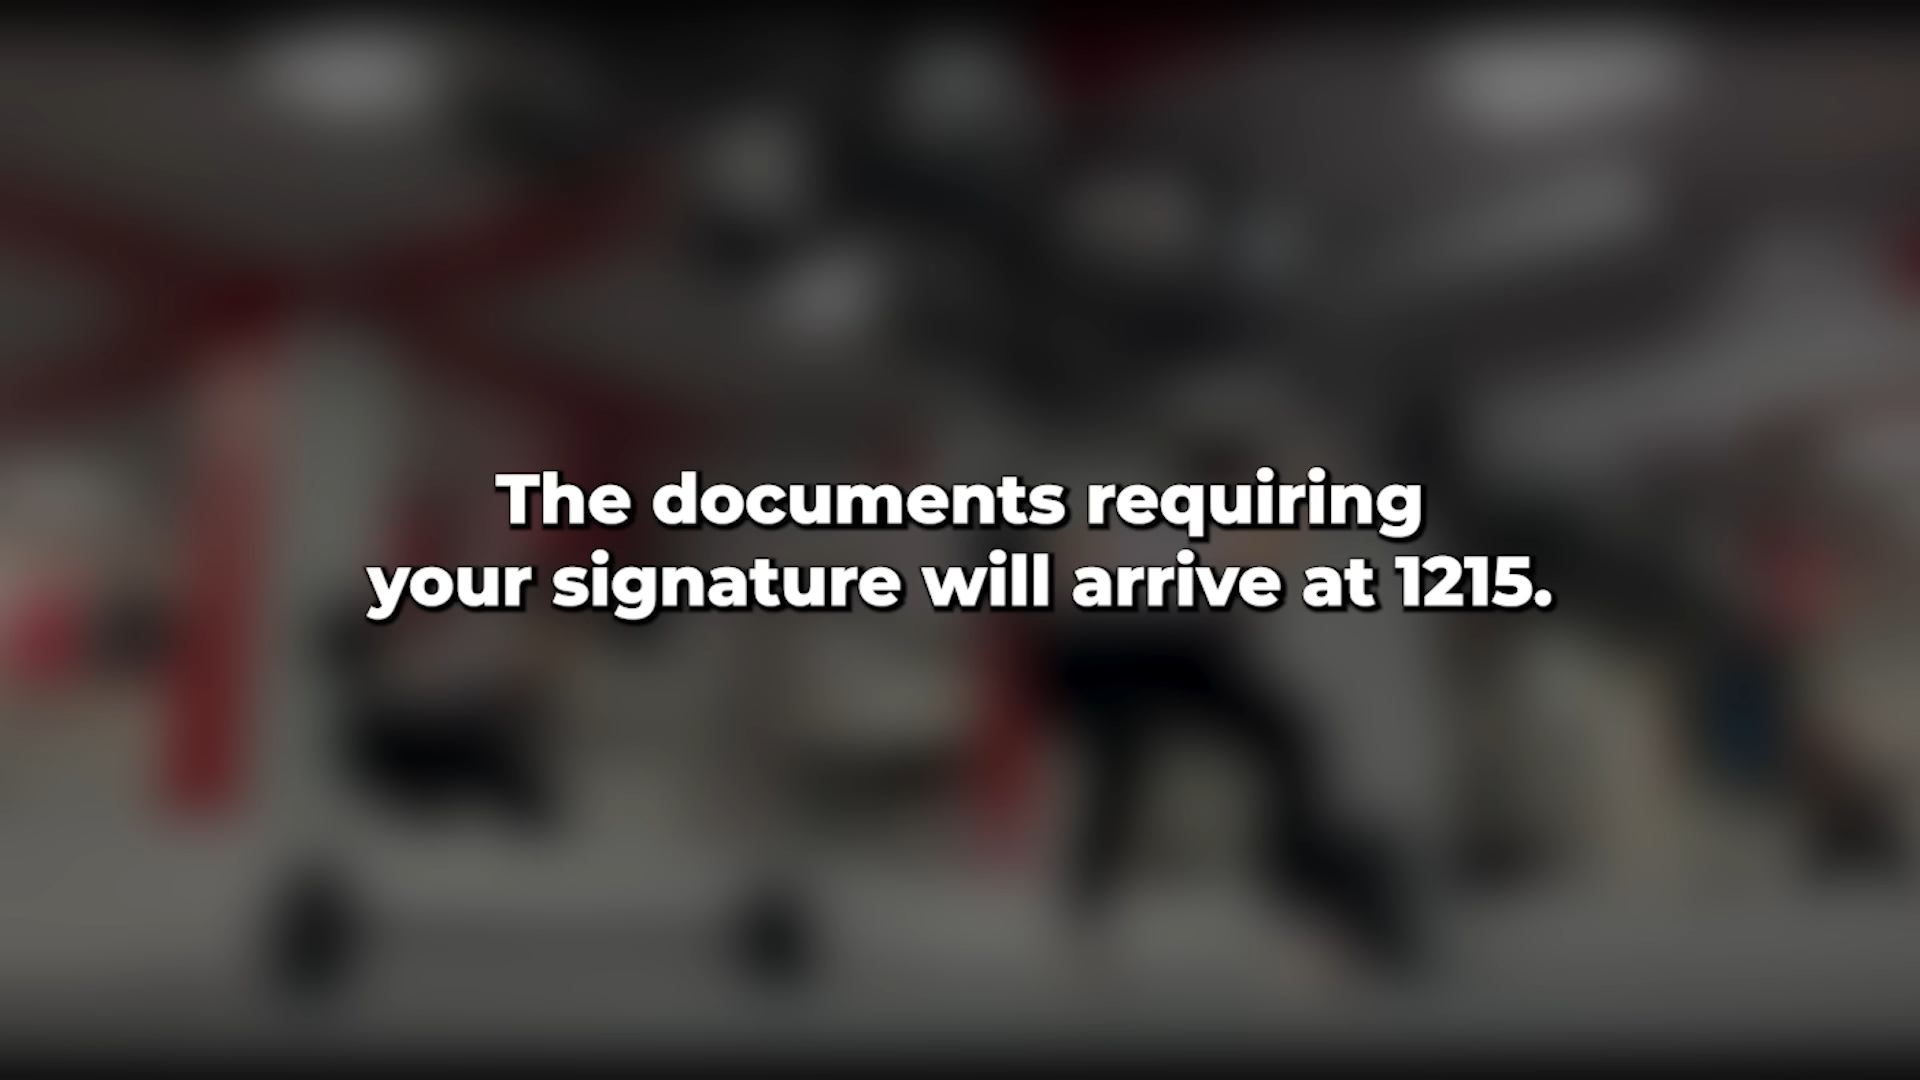 The documents requiring
your signature will arrive at 1215.